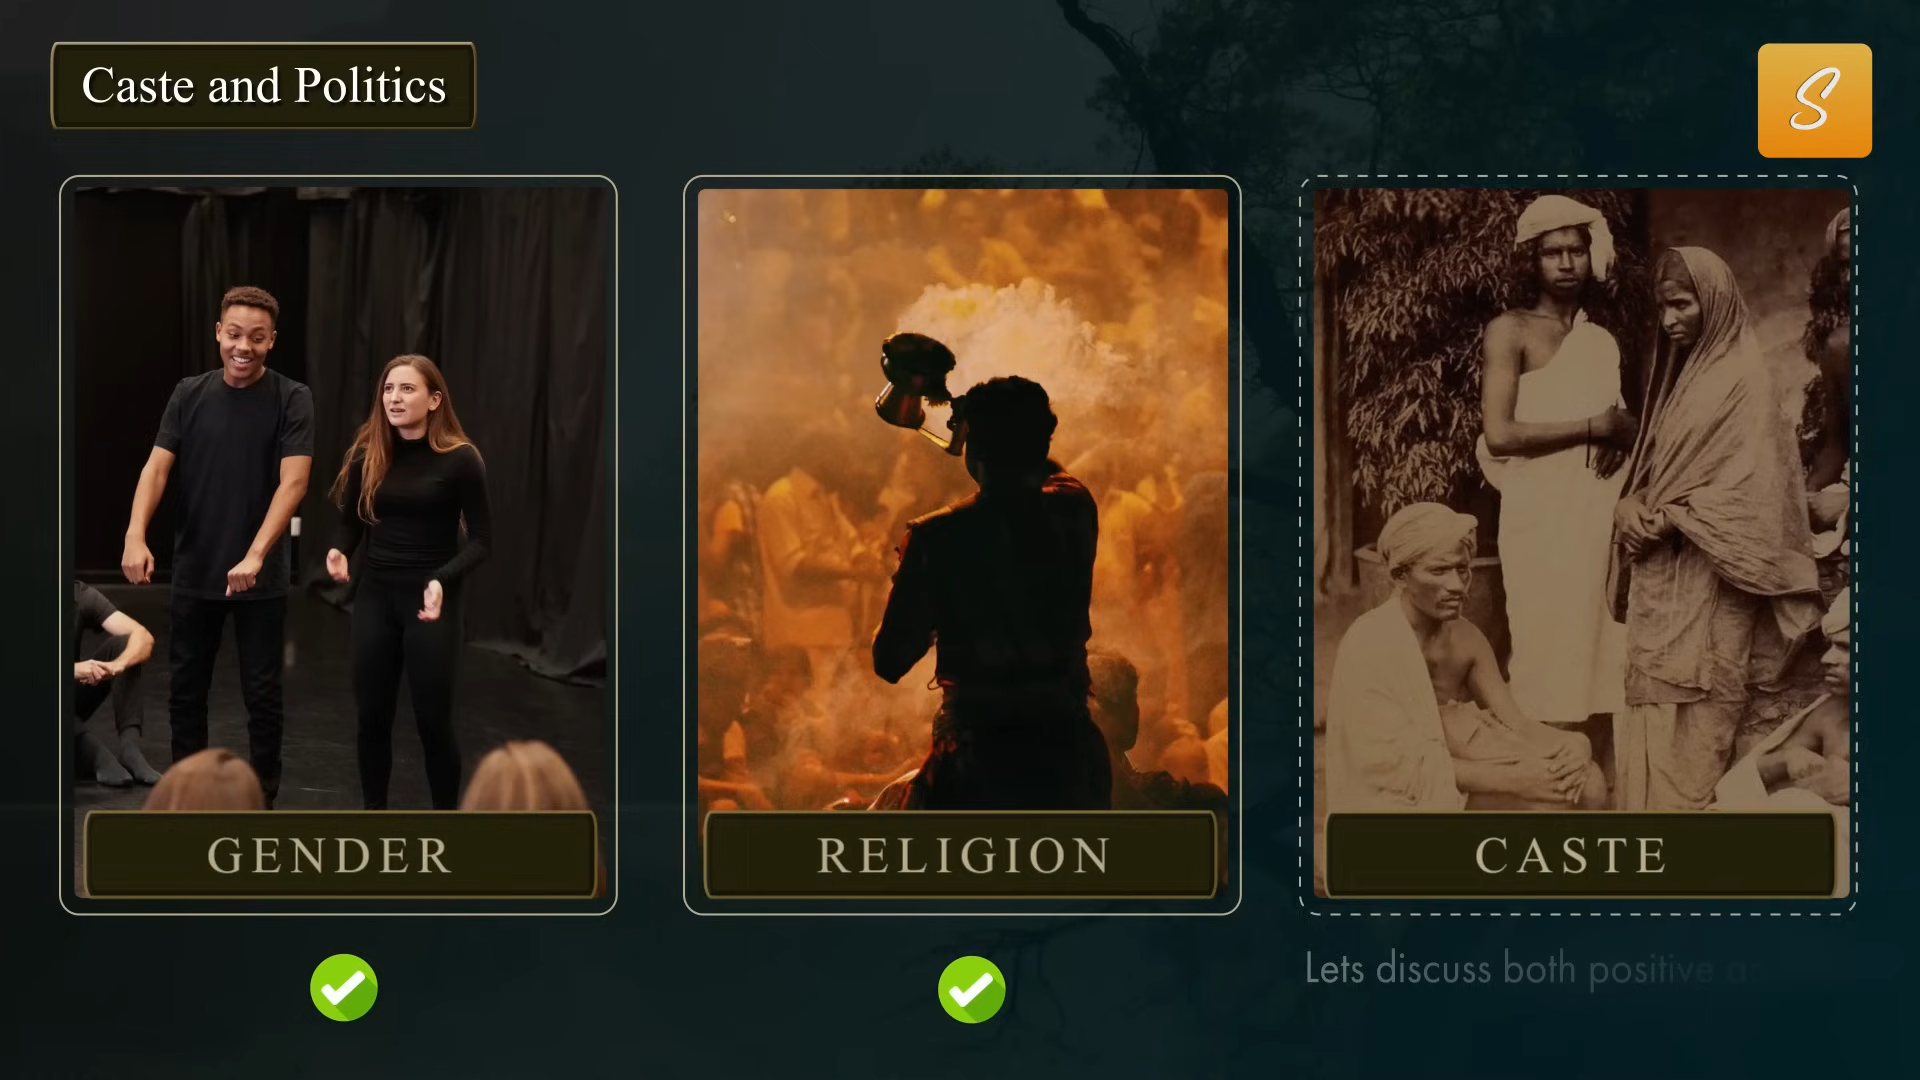 Caste and Politics
S
GENDER
RELIGION
CASTE
Lets discuss both positive